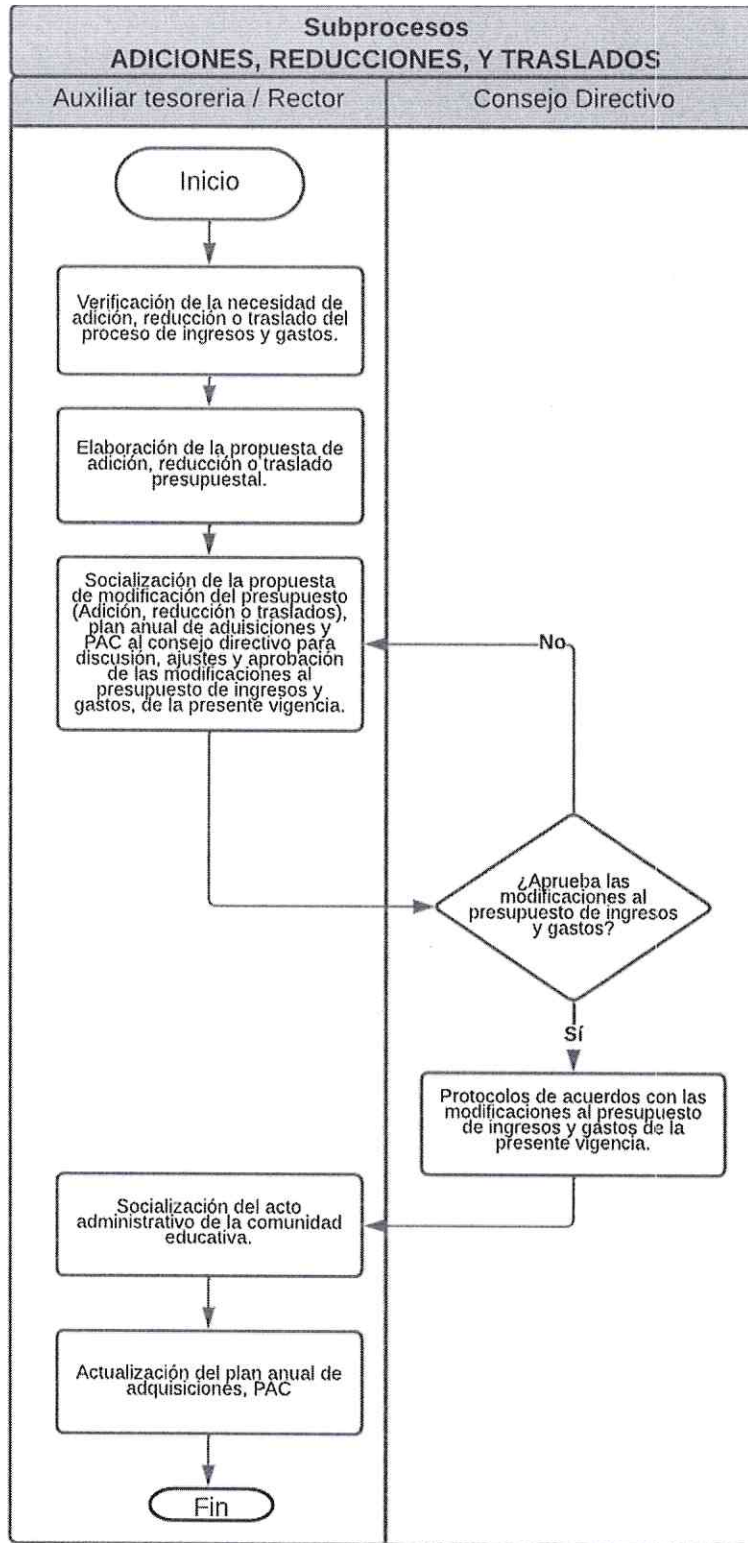 Subprocesos
ADICIONES, REDUCCIONES, Y TRASLADOS
Auxiliar tesoreria / Rector
Consejo Directivo
Inicio
Verificación de la necesidad de
adición, reducción o traslado del
proceso de ingresos y gastos.
Elaboración de la propuesta de
adición, reducción o traslado
presupuestal.
Socialización de la propuesta
de modificación del presupuesto
(Adición, reducción o traslados),
plan anual de aduisiciones y
PAC al consejo directivo para
discusión, ajustes y aprobación
de las modificaciones al
presupuesto de ingresos y
gastos, de la presente vigencia.
No
¿Aprueba las
modificaciones al
presupuesto de ingresos
y gastos?
Sí
Protocolos de acuerdos con las
modificaciones al presupuesto
de ingresos y gastos de la
presente vigencia.
Socialización del acto
administrativo de la comunidad
educativa.
Actualización del plan anual de
adquisiciones, PAC
Fin